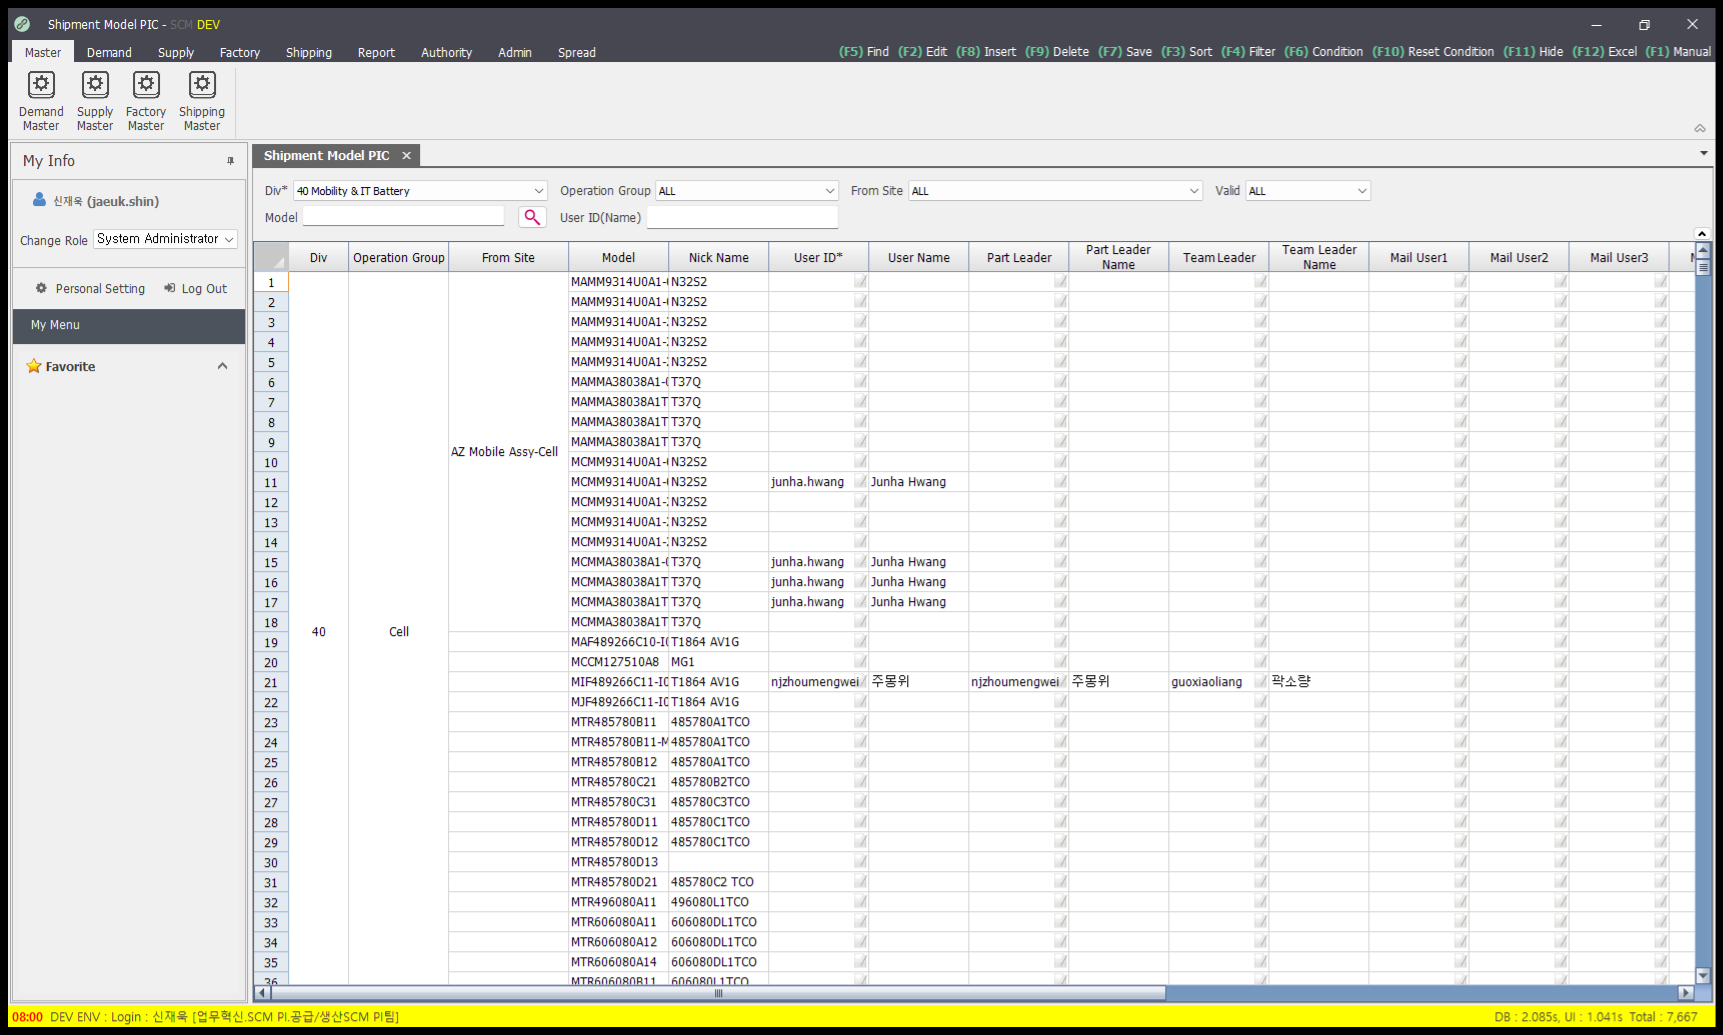 Shipment Model PIC - SCM DEV
Master Demand Supply Factory Shipping Report Authority Admin Spread (F5) Find (F2) Edit (F8) Insert (F9) Delete (F7) Save (F3) Sort (F4) Filter (F6) Condition (F10) Reset Condition (F11) Hide (F12) Excel (F1) Manual
Demand Master Supply Master Factory Master Shipping Master
My Info
신재욱 (jaeuk.shin)
Change Role System Administrator
Personal Setting Log Out
My Menu
Favorite
Shipment Model PIC
Div* 40 Mobility & IT Battery Operation Group ALL From Site ALL Valid ALL
Model User ID(Name)
Div Operation Group From Site Model Nick Name User ID* User Name Part Leader Part Leader Name Team Leader Team Leader Name Mail User1 Mail User2 Mail User3
40 Cell AZ Mobile Assy-Cell
1 MAMM9314U0A1- N32S2
2 MAMM9314U0A1- N32S2
3 MAMM9314U0A1- N32S2
4 MAMM9314U0A1- N32S2
5 MAMM9314U0A1- N32S2
6 MAMMA38038A1- T37Q
7 MAMMA38038A1T T37Q
8 MAMMA38038A1T T37Q
9 MAMMA38038A1T T37Q
10 MCMM9314U0A1- N32S2
11 MCMM9314U0A1- N32S2 junha.hwang Junha Hwang
12 MCMM9314U0A1- N32S2
13 MCMM9314U0A1- N32S2
14 MCMM9314U0A1- N32S2
15 MCMMA38038A1- T37Q junha.hwang Junha Hwang
16 MCMMA38038A1T T37Q junha.hwang Junha Hwang
17 MCMMA38038A1T T37Q junha.hwang Junha Hwang
18 MCMMA38038A1T T37Q
19 MAF489266C10-I T1864 AV1G
20 MCCM127510A8 MG1
21 MIF489266C11-I T1864 AV1G njzhoumengwei 주몽위 njzhoumengwei 주몽위 guoxiaoliang 곽소량
22 MJF489266C11-I T1864 AV1G
23 MTR485780B11 485780A1TCO
24 MTR485780B11-M 485780A1TCO
25 MTR485780B12 485780A1TCO
26 MTR485780C21 485780B2TCO
27 MTR485780C31 485780C3TCO
28 MTR485780D11 485780C1TCO
29 MTR485780D12 485780C1TCO
30 MTR485780D13
31 MTR485780D21 485780C2 TCO
32 MTR496080A11 496080L1TCO
33 MTR606080A11 606080DL1TCO
34 MTR606080A12 606080DL1TCO
35 MTR606080A14 606080DL1TCO
36 MTR606080B11 606080L1TCO
08:00 DEV ENV : Login : 신재욱 [업무혁신.SCM PI.공급/생산SCM PI팀] DB : 2.085s, UI : 1.041s Total : 7,667